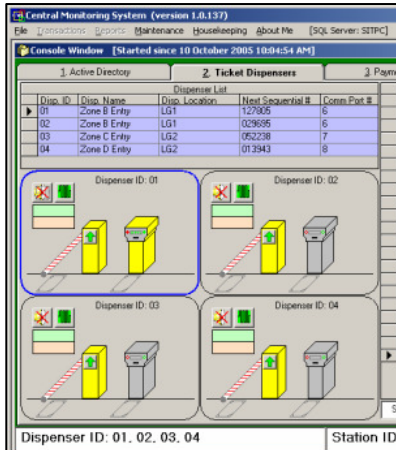 Central Monitoring System (version 1.0.137)
File Transactions Reports Maintenance Housekeeping About Me [SQL Server: SITPC]
Console Window [Started since 10 October 2005 10:04:54 AM]
1. Active Directory 2. Ticket Dispensers 3. Paym
Dispenser List
Disp. ID Disp. Name Disp. Location Next Sequential # Comm Port #
01 Zone B Entry LG1 127805 6
02 Zone B Entry LG1 029695 6
03 Zone C Entry LG2 052238 7
04 Zone D Entry LG2 013943 8
Dispenser ID: 01 Dispenser ID: 02
Dispenser ID: 03 Dispenser ID: 04
S
Dispenser ID: 01, 02, 03, 04 Station ID